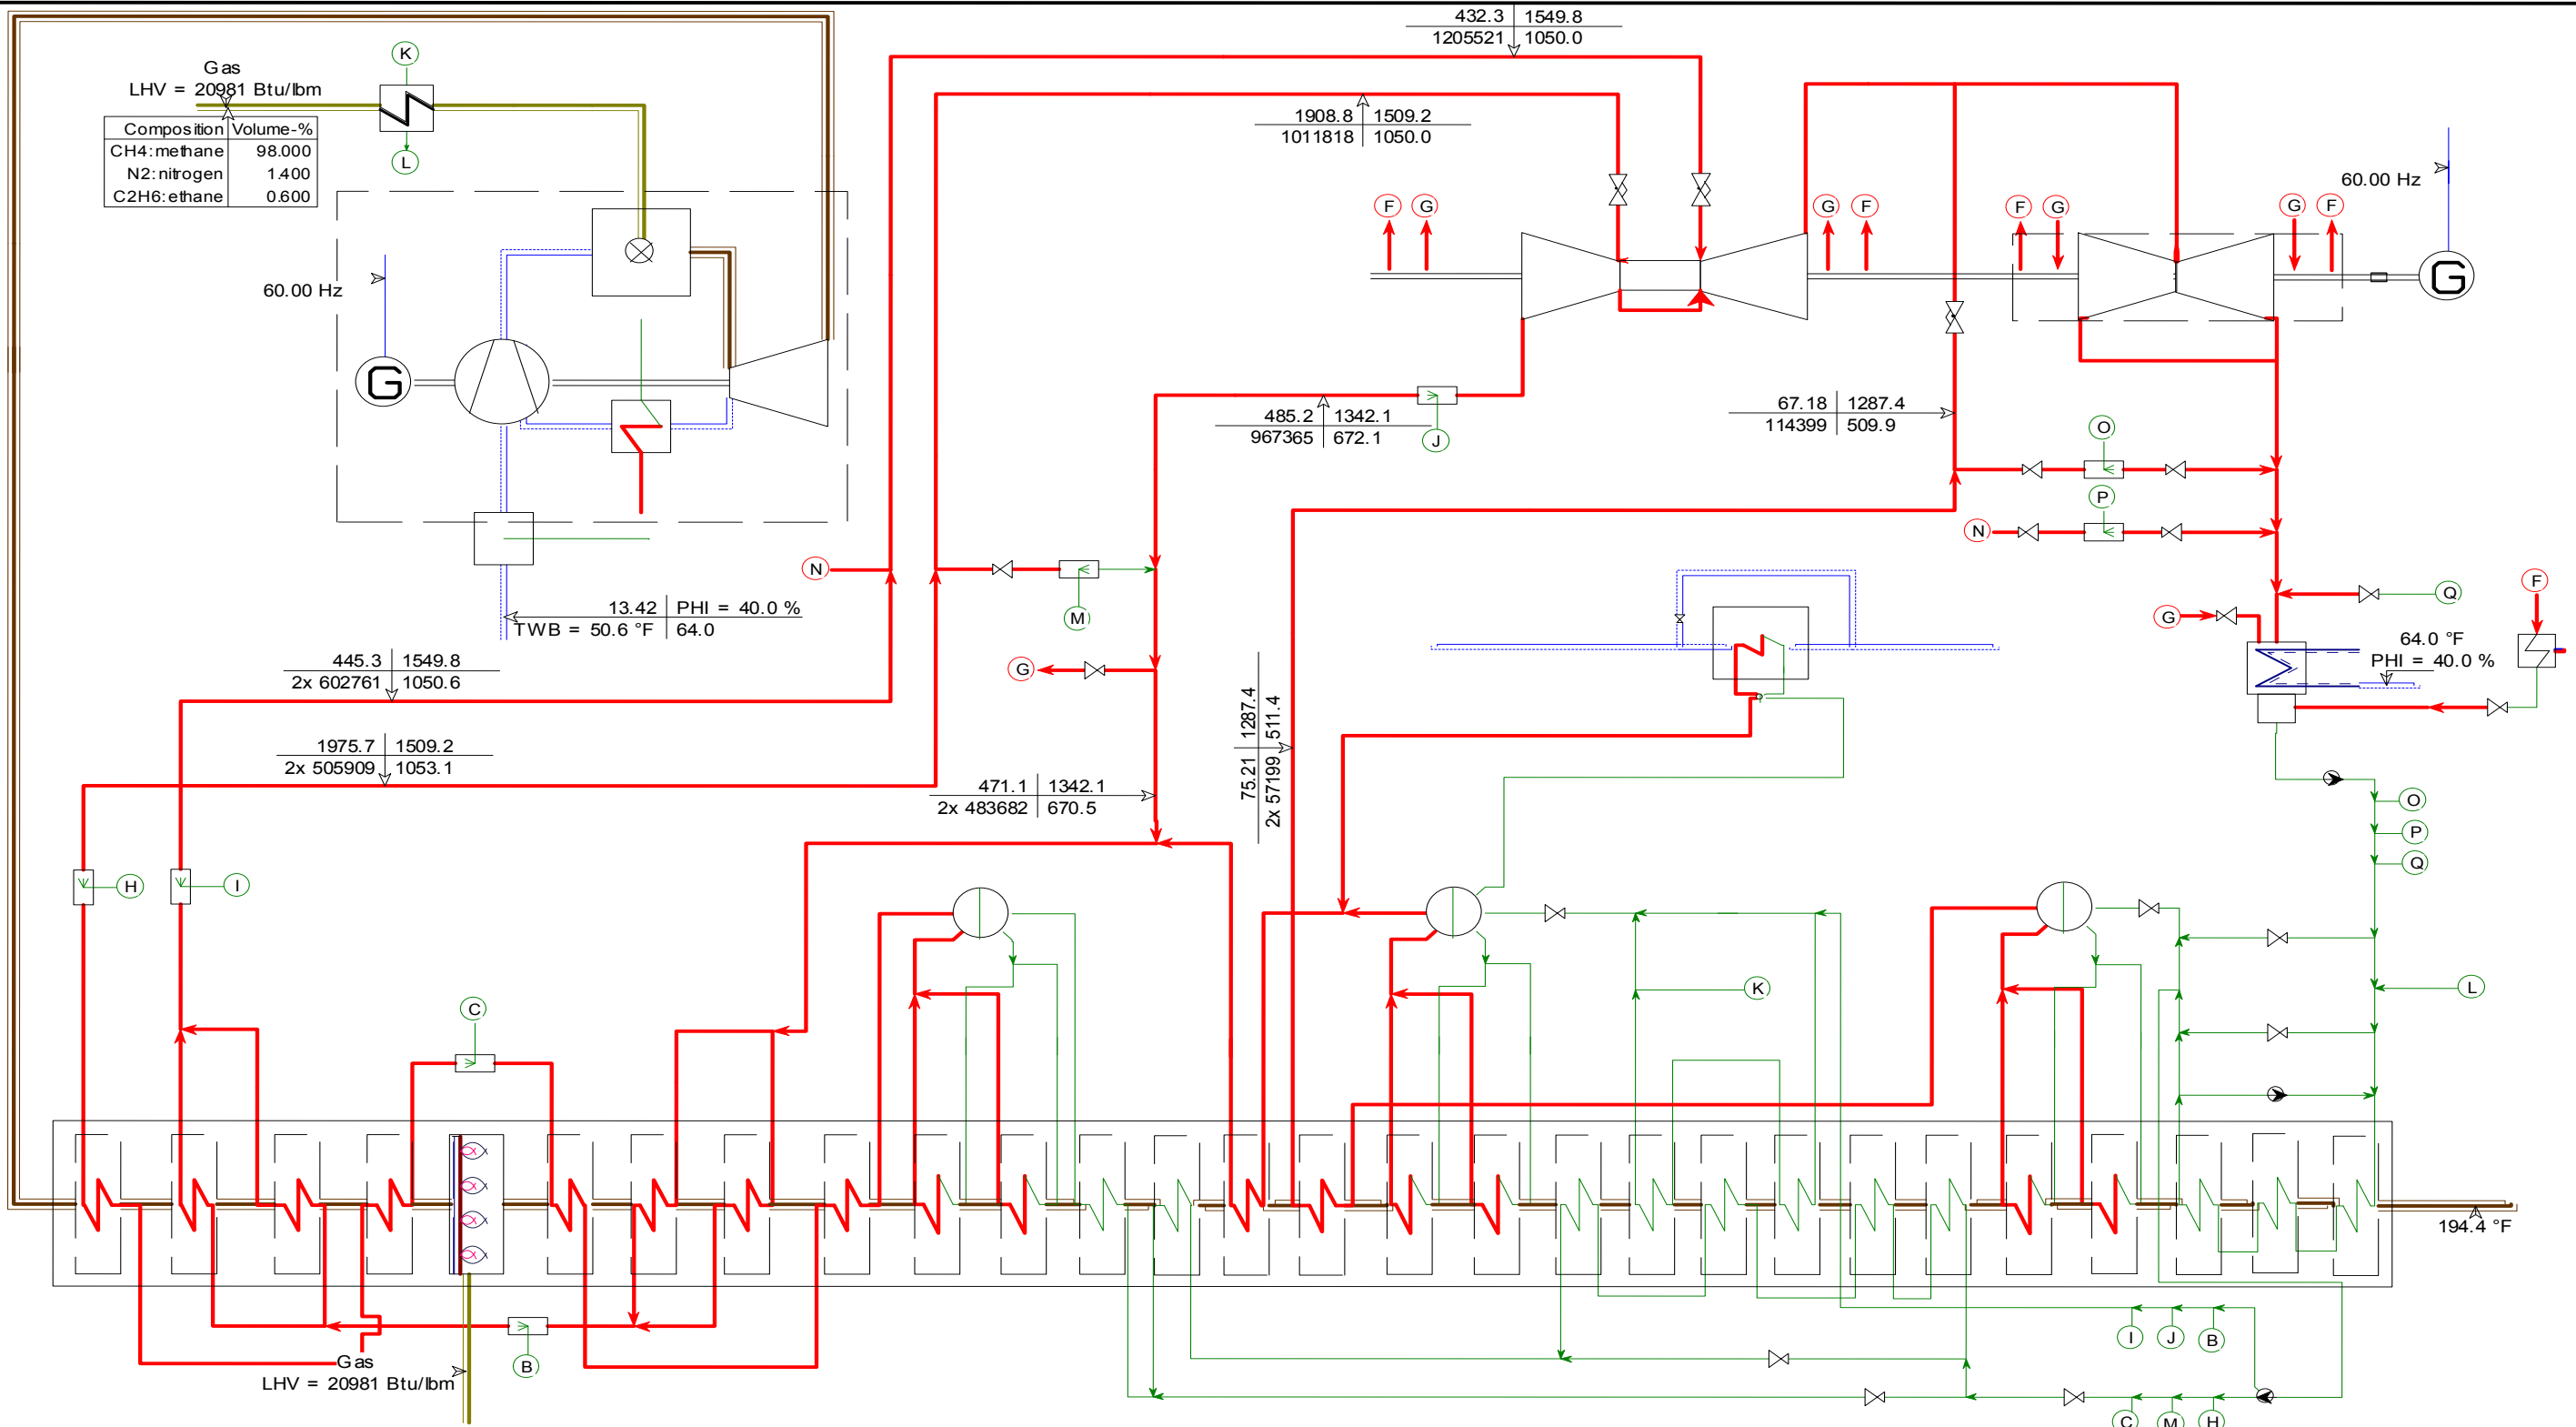 432.3 1549.8
1205521 1050.0
K
Gas
LHV = 20981 Btu/lbm
Composition Volume-%
CH4:methane 98.000
N2:nitrogen 1.400
C2H6:ethane 0.600
L
1908.8 1509.2
1011818 1050.0
60.00 Hz
F G
G F
F G
G F
G
60.00 Hz
G
485.2 1342.1
967365 672.1
J
67.18 1287.4
114399 509.9
O
P
N
N
M
13.42 PHI = 40.0 %
TWB = 50.6 °F 64.0
Q
F
G
64.0 °F
PHI = 40.0 %
445.3 1549.8
2x 602761 1050.6
G
75.21 1287.4
2x 57199 511.4
1975.7 1509.2
2x 505909 1053.1
471.1 1342.1
2x 483682 670.5
O
P
Q
H
I
C
K
L
194.4 °F
I J B
Gas
LHV = 20981 Btu/lbm
B
C M H